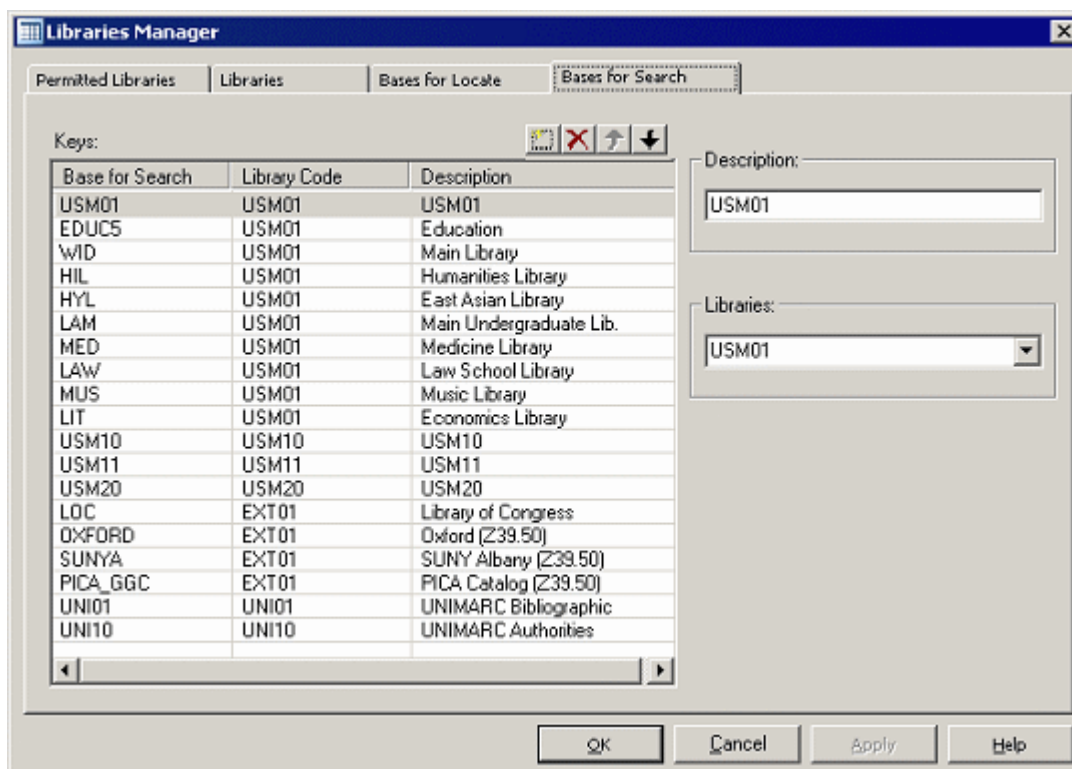 Libraries Manager
Permitted Libraries Libraries Bases for Locate Bases for Search
Keys:
Base for Search Library Code Description
USM01 USM01 USM01
EDUC5 USM01 Education
WID USM01 Main Library
HIL USM01 Humanities Library
HYL USM01 East Asian Library
LAM USM01 Main Undergraduate Lib.
MED USM01 Medicine Library
LAW USM01 Law School Library
MUS USM01 Music Library
LIT USM01 Economics Library
USM10 USM10 USM10
USM11 USM11 USM11
USM20 USM20 USM20
LOC EXT01 Library of Congress
OXFORD EXT01 Oxford (Z39.50)
SUNYA EXT01 SUNY Albany (Z39.50)
PICA_GGC EXT01 PICA Catalog (Z39.50)
UNI01 UNI01 UNIMARC Bibliographic
UNI10 UNI10 UNIMARC Authorities
Description:
USM01
Libraries:
USM01
OK Cancel Apply Help